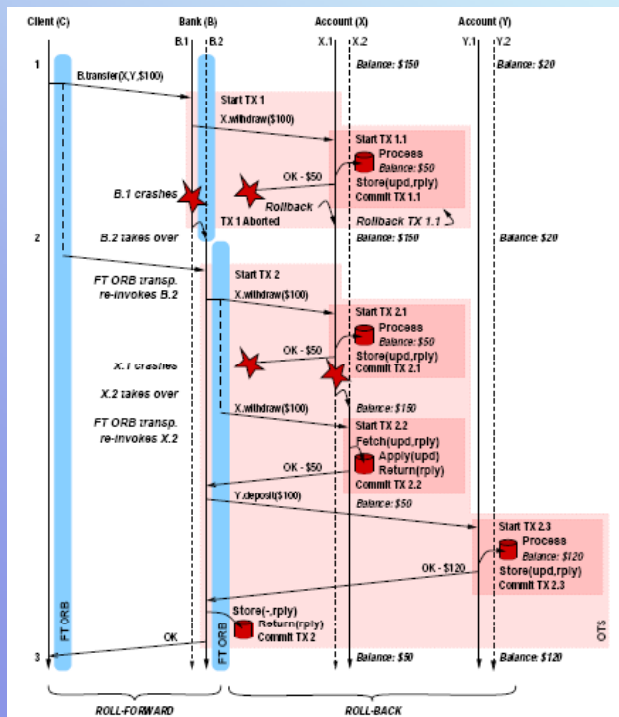 Client (C) Bank (B) Account (X) Account (Y)
B.1 B.2 X.1 X.2 Y.1 Y.2
1 Balance: $150 Balance: $20
B.transfer(X,Y,$100)
Start TX 1
X.withdraw($100)
Start TX 1.1
Process
Balance: $50
OK - $50
Store(upd,rply)
Commit TX 1.1
B.1 crashes
Rollback
TX 1 Aborted
Rollback TX 1.1
2 B.2 takes over Balance: $150 Balance: $20
Start TX 2
FT ORB transp.
re-invokes B.2
X.withdraw($100)
Start TX 2.1
Process
Balance: $50
OK - $50
Store(upd,rply)
Commit TX 2.1
X.1 crashes
X.2 takes over
Balance: $150
X.withdraw($100)
FT ORB transp.
re-invokes X.2
Start TX 2.2
Fetch(upd,rply)
Apply(upd)
Return(rply)
OK - $50
Commit TX 2.2
Y.deposit($100)
Balance: $50
Start TX 2.3
Process
Balance: $120
OK - $120
Store(upd,rply)
Commit TX 2.3
Store(-,rply)
Return(rply)
Commit TX 2
OK
FT ORB
FT ORB
OTS
3 Balance: $50 Balance: $120
ROLL-FORWARD ROLL-BACK